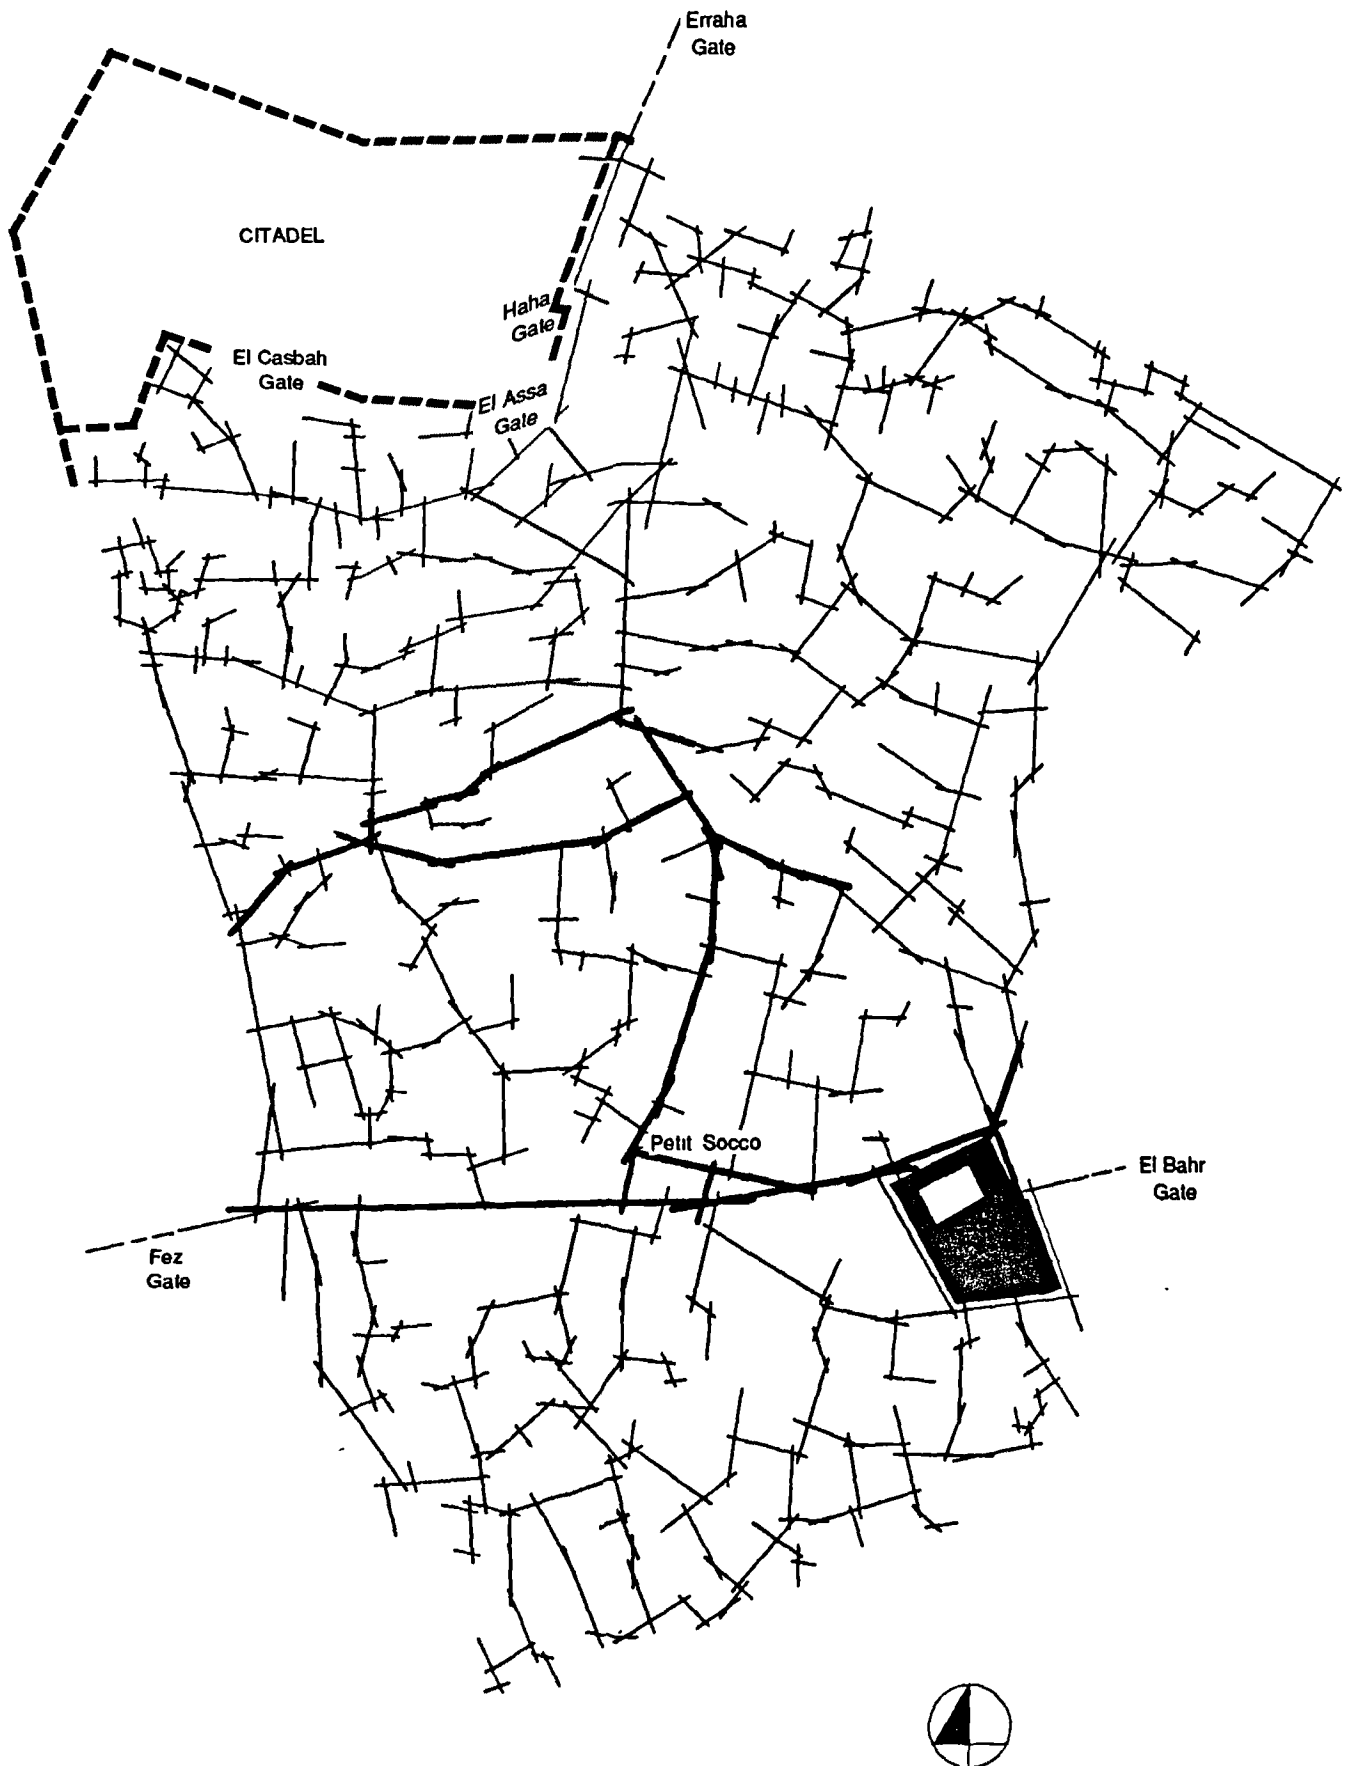 Erraha
Gate
CITADEL
Haha
Gate
El Casbah
Gate
El Assa
Gate
Petit Socco
El Bahr
Gate
Fez
Gate